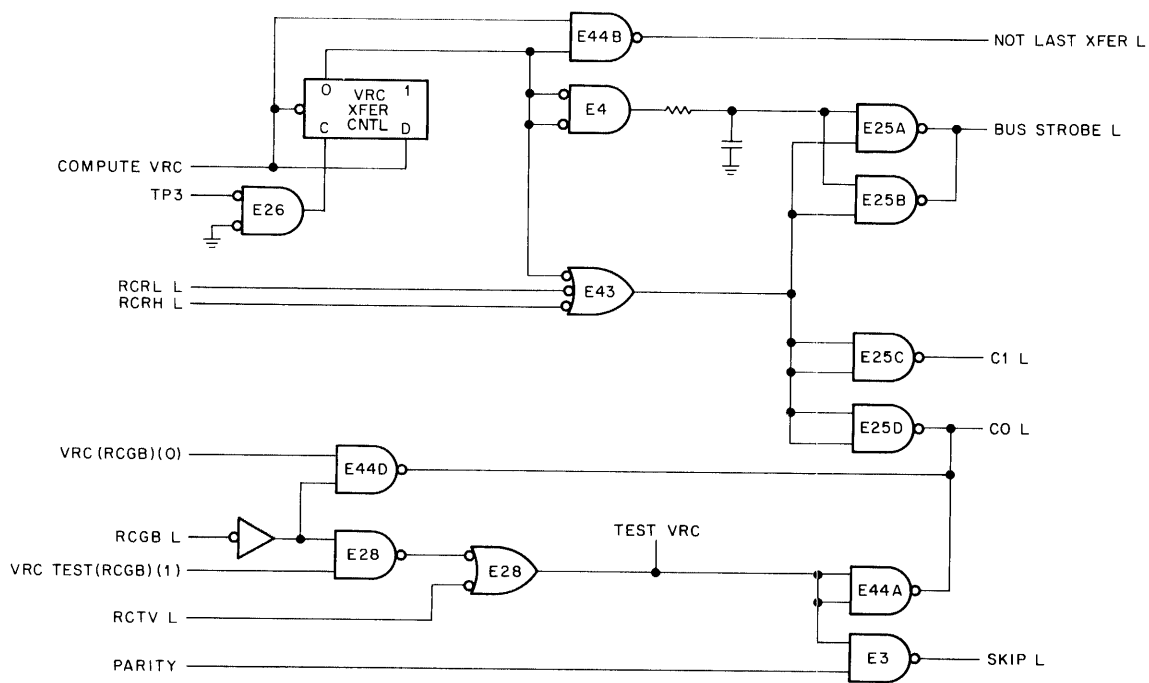 E44B
NOT LAST XFER L
0 1
VRC
XFER
CNTL
C D
E4
E25A
BUS STROBE L
COMPUTE VRC
TP3
E26
E25B
RCRL L
RCRH L
E43
E25C
C1 L
E25D
CO L
VRC(RCGB)(0)
E44D
RCGB L
E28
TEST VRC
VRC TEST(RCGB)(1)
E28
E44A
RCTV L
PARITY
E3
SKIP L